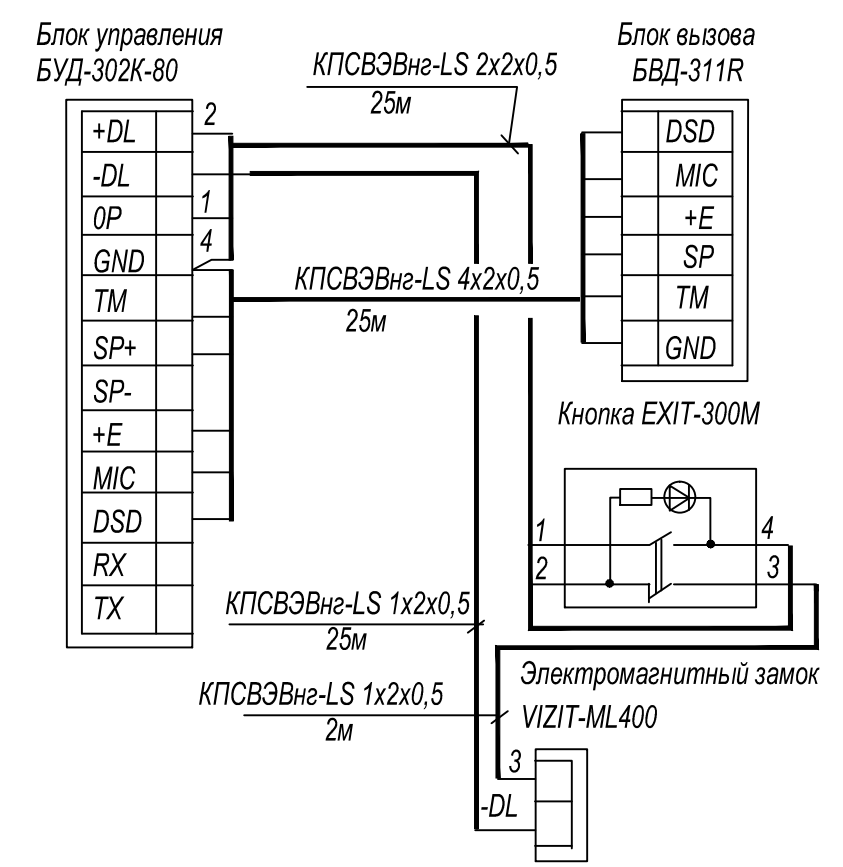 Блок управления
БУД-302К-80
КПСВЭВнг-LS 2х2х0,5
25м
Блок вызова
БВД-311R
+DL
2
-DL
0P
1
GND
4
TM
SP+
SP-
+E
MIC
DSD
RX
TX
DSD
MIC
+E
SP
TM
GND
КПСВЭВнг-LS 4х2х0,5
25м
Кнопка EXIT-300М
1
2
4
3
КПСВЭВнг-LS 1х2х0,5
25м
КПСВЭВнг-LS 1х2х0,5
2м
Электромагнитный замок
VIZIT-ML400
3
-DL